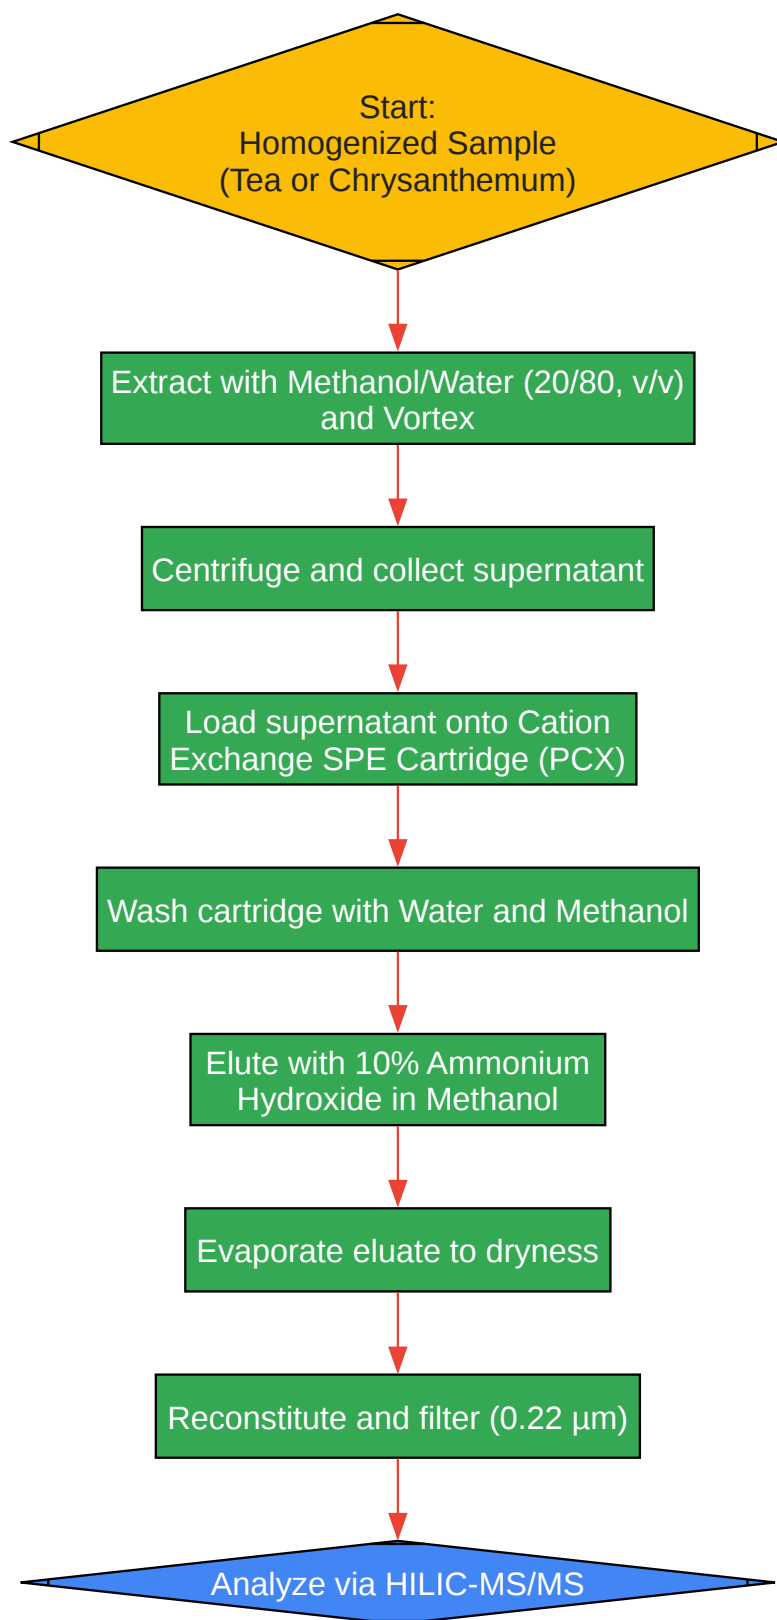 Start:
Homogenized Sample
(Tea or Chrysanthemum)
Extract with Methanol/Water (20/80, v/v)
and Vortex
Centrifuge and collect supernatant
Load supernatant onto Cation
Exchange SPE Cartridge (PCX)
Wash cartridge with Water and Methanol
Elute with 10% Ammonium
Hydroxide in Methanol
Evaporate eluate to dryness
Reconstitute and filter (0.22 µm)
Analyze via HILIC-MS/MS